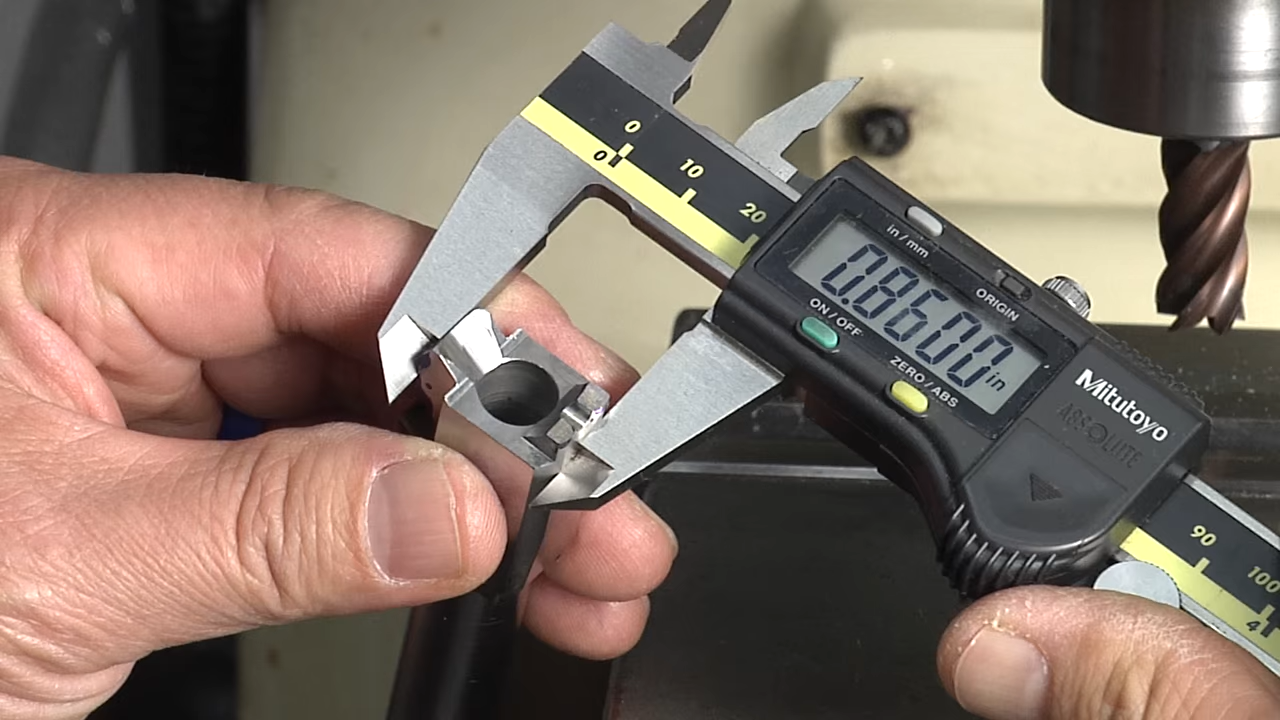 0
0
10
20
in/mm
ORIGIN
0.8600 in
ON/OFF
ZERO/ABS
Mitutoyo
ABSOLUTE
90
100
4